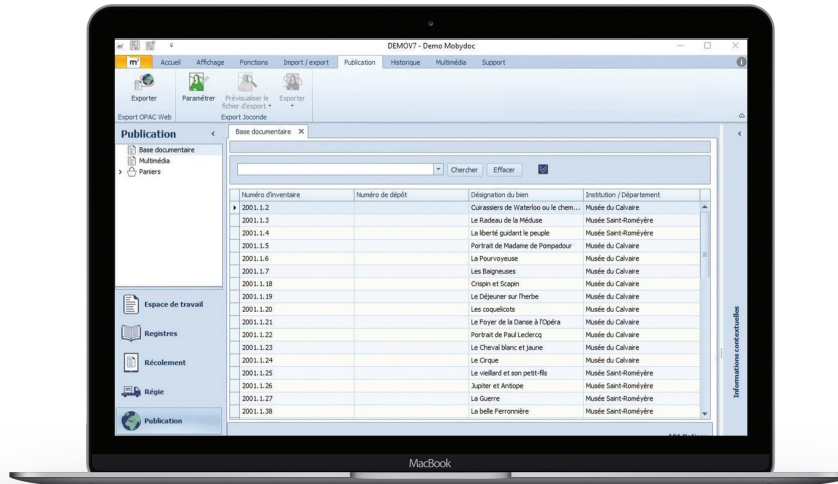 DEMOV7 - Demo Mobydoc
m³ Accueil Affichage Fonctions Import / export Publication Historique Multimédia Support
Exporter Paramétrer Prévisualiser le fichier d'export Exporter
Export OPAC Web Export Joconde
Publication
Base documentaire
Multimédia
Paniers
Espace de travail
Registres
Récolement
Régie
Publication
Base documentaire
Chercher Effacer
Numéro d'inventaire Numéro de dépôt Désignation du bien Institution / Département
2001.1.2 Cuirassiers de Waterloo ou le chem... Musée du Calvaire
2001.1.3 Le Radeau de la Méduse Musée Saint-Roméyère
2001.1.4 La liberté guidant le peuple Musée Saint-Roméyère
2001.1.5 Portrait de Madame de Pompadour Musée du Calvaire
2001.1.6 La Pourvoyeuse Musée du Calvaire
2001.1.7 Les Baigneuses Musée du Calvaire
2001.1.18 Crispin et Scapin Musée du Calvaire
2001.1.19 Le Déjeuner sur l'herbe Musée du Calvaire
2001.1.20 Les coquelicots Musée du Calvaire
2001.1.21 Le Foyer de la Danse à l'Opéra Musée du Calvaire
2001.1.22 Portrait de Paul Leclercq Musée du Calvaire
2001.1.23 Le Cheval blanc et jaune Musée du Calvaire
2001.1.24 Le Cirque Musée du Calvaire
2001.1.25 Le vieillard et son petit-fils Musée Saint-Roméyère
2001.1.26 Jupiter et Antiope Musée Saint-Roméyère
2001.1.27 La Guerre Musée Saint-Roméyère
2001.1.38 La belle Ferronnière Musée Saint-Roméyère
Informations contextuelles
MacBook